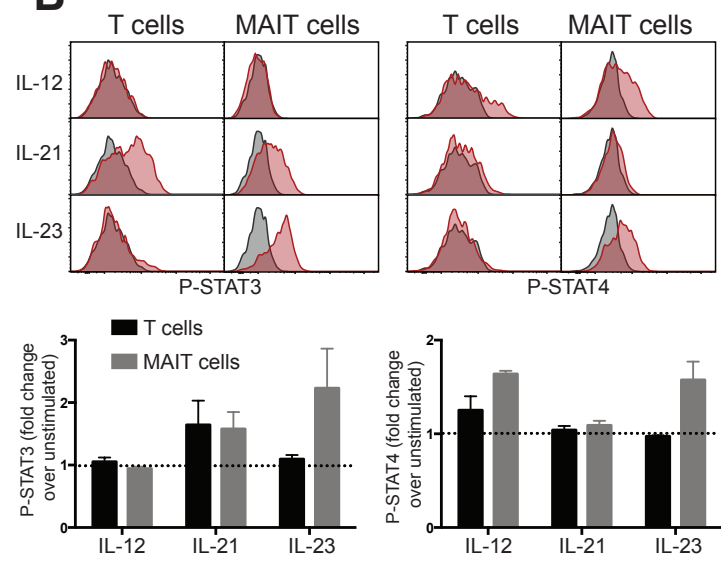 B
T cells MAIT cells T cells MAIT cells
IL-12
IL-21
IL-23
P-STAT3 P-STAT4
T cells
MAIT cells
P-STAT3 (fold change
over unstimulated)
3
2
1
0
IL-12 IL-21 IL-23
P-STAT4 (fold change
over unstimulated)
2
1
0
IL-12 IL-21 IL-23